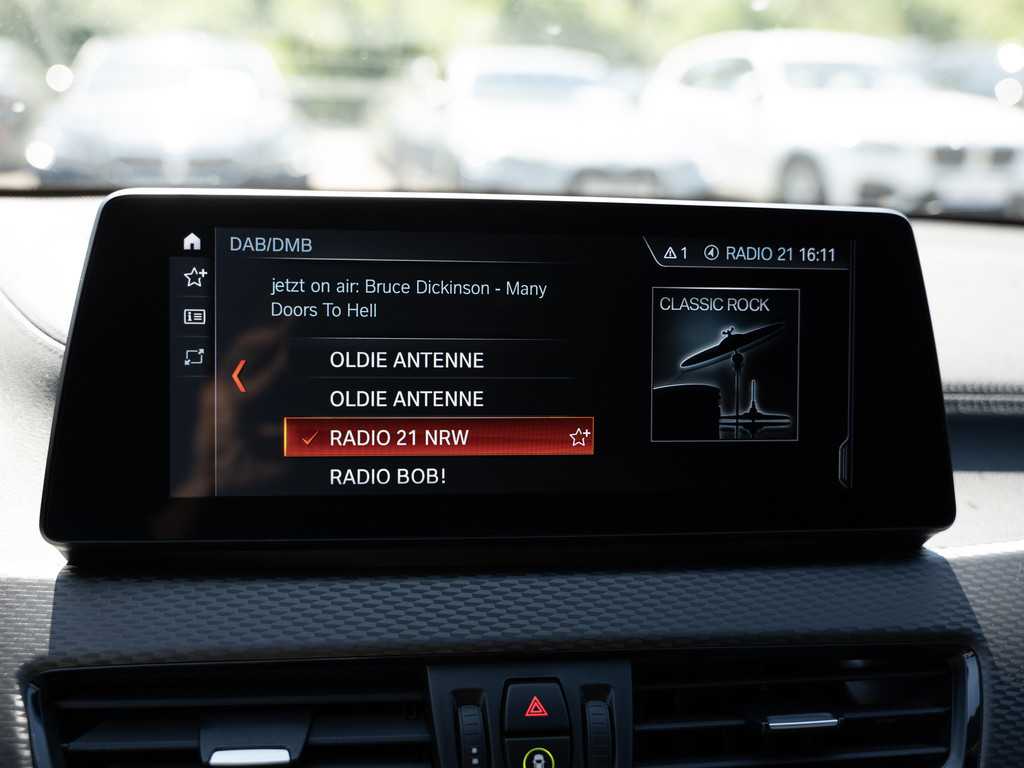 DAB/DMB
1 RADIO 21 16:11
jetzt on air: Bruce Dickinson - Many
Doors To Hell
CLASSIC ROCK
OLDIE ANTENNE
OLDIE ANTENNE
RADIO 21 NRW
RADIO BOB!